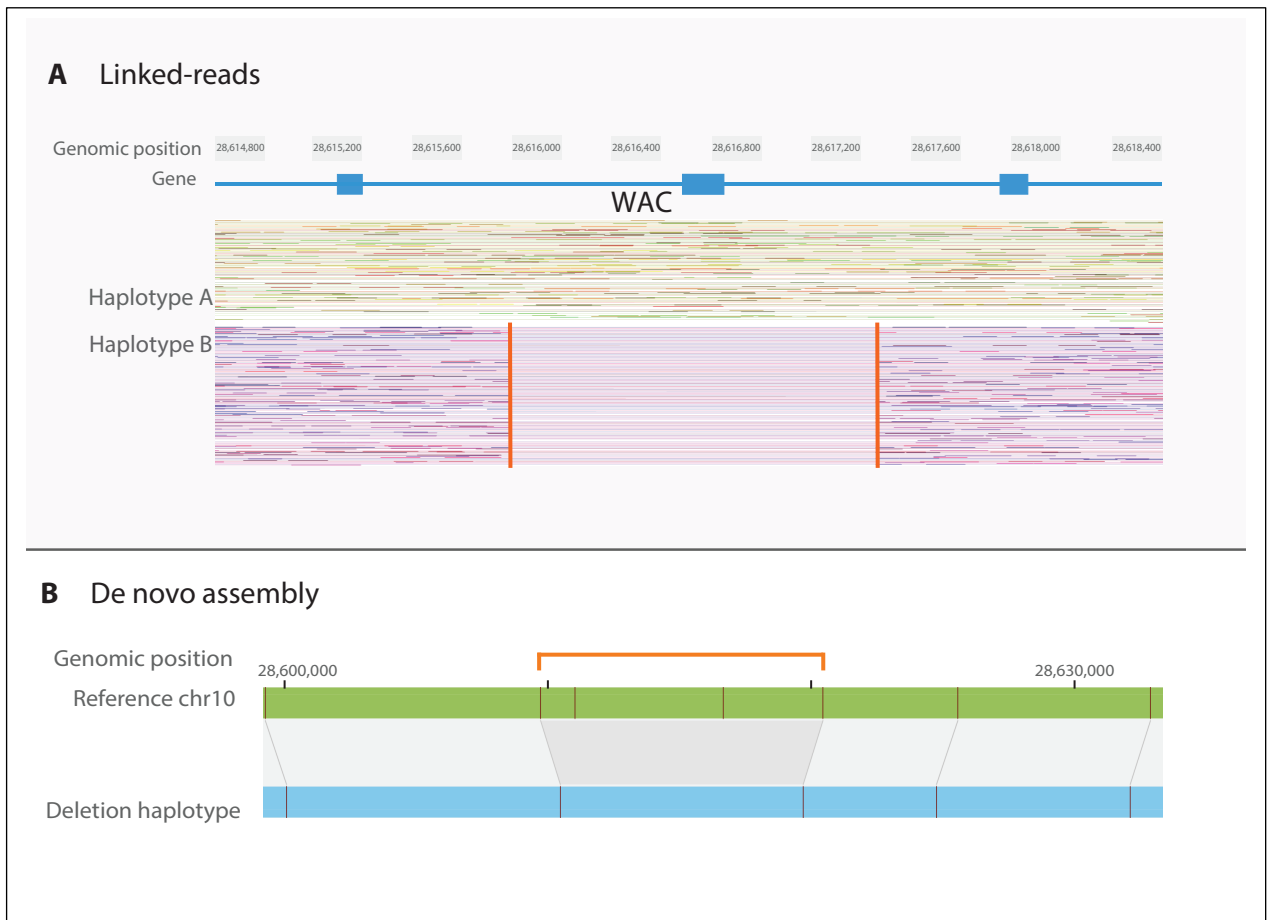 A Linked-reads
Genomic position 28,614,800 28,615,200 28,615,600 28,616,000 28,616,400 28,616,800 28,617,200 28,617,600 28,618,000 28,618,400
Gene
WAC
Haplotype A
Haplotype B
B De novo assembly
Genomic position
28,600,000 28,630,000
Reference chr10
Deletion haplotype